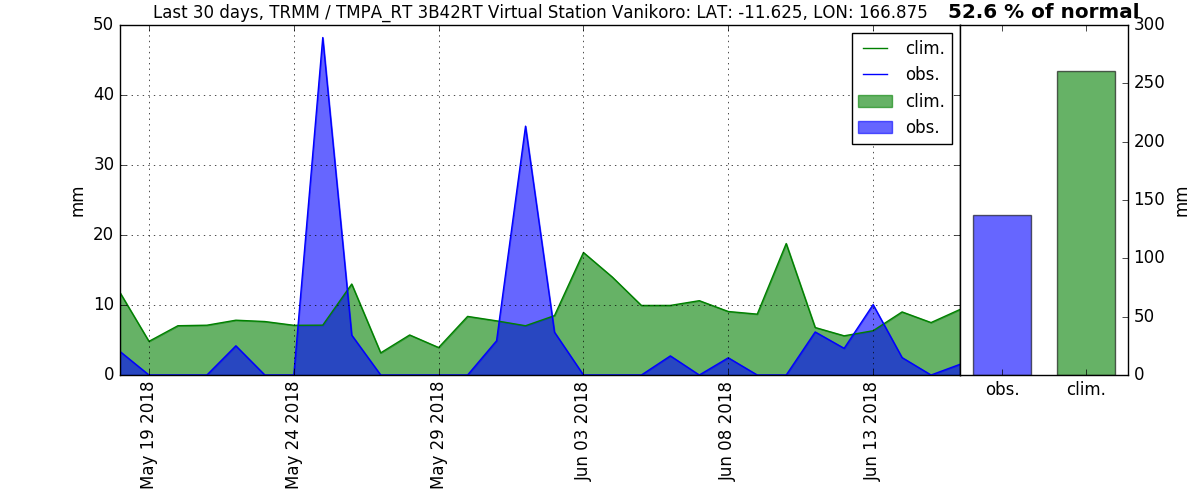 Last 30 days, TRMM / TMPA_RT 3B42RT Virtual Station Vanikoro: LAT: -11.625, LON: 166.875
52.6 % of normal
50
40
30
20
10
0
mm
clim.
obs.
clim.
obs.
May 19 2018
May 24 2018
May 29 2018
Jun 03 2018
Jun 08 2018
Jun 13 2018
300
250
200
150
100
50
0
mm
obs.
clim.